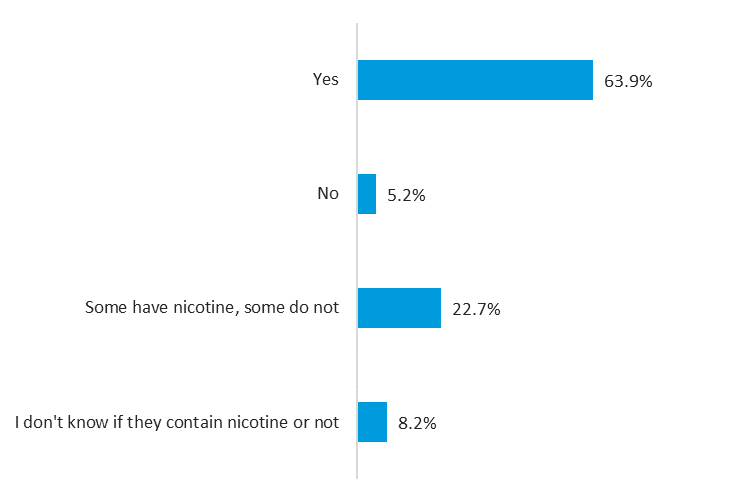 Yes 63.9%
No 5.2%
Some have nicotine, some do not 22.7%
I don't know if they contain nicotine or not 8.2%